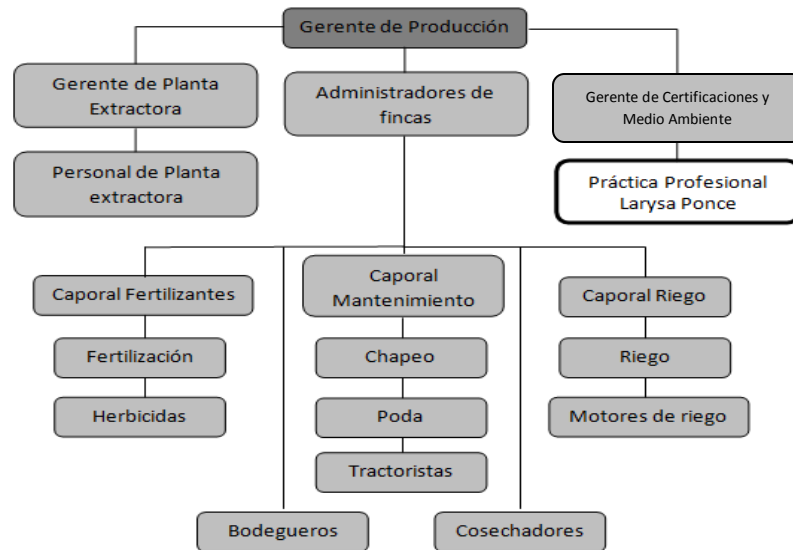 Gerente de Producción
Gerente de Planta
Extractora
Administradores de
fincas
Gerente de Certificaciones y
Medio Ambiente
Personal de Planta
extractora
Práctica Profesional
Larysa Ponce
Caporal Fertilizantes
Caporal
Mantenimiento
Caporal Riego
Fertilización
Chapeo
Riego
Herbicidas
Poda
Motores de riego
Tractoristas
Bodegueros
Cosechadores